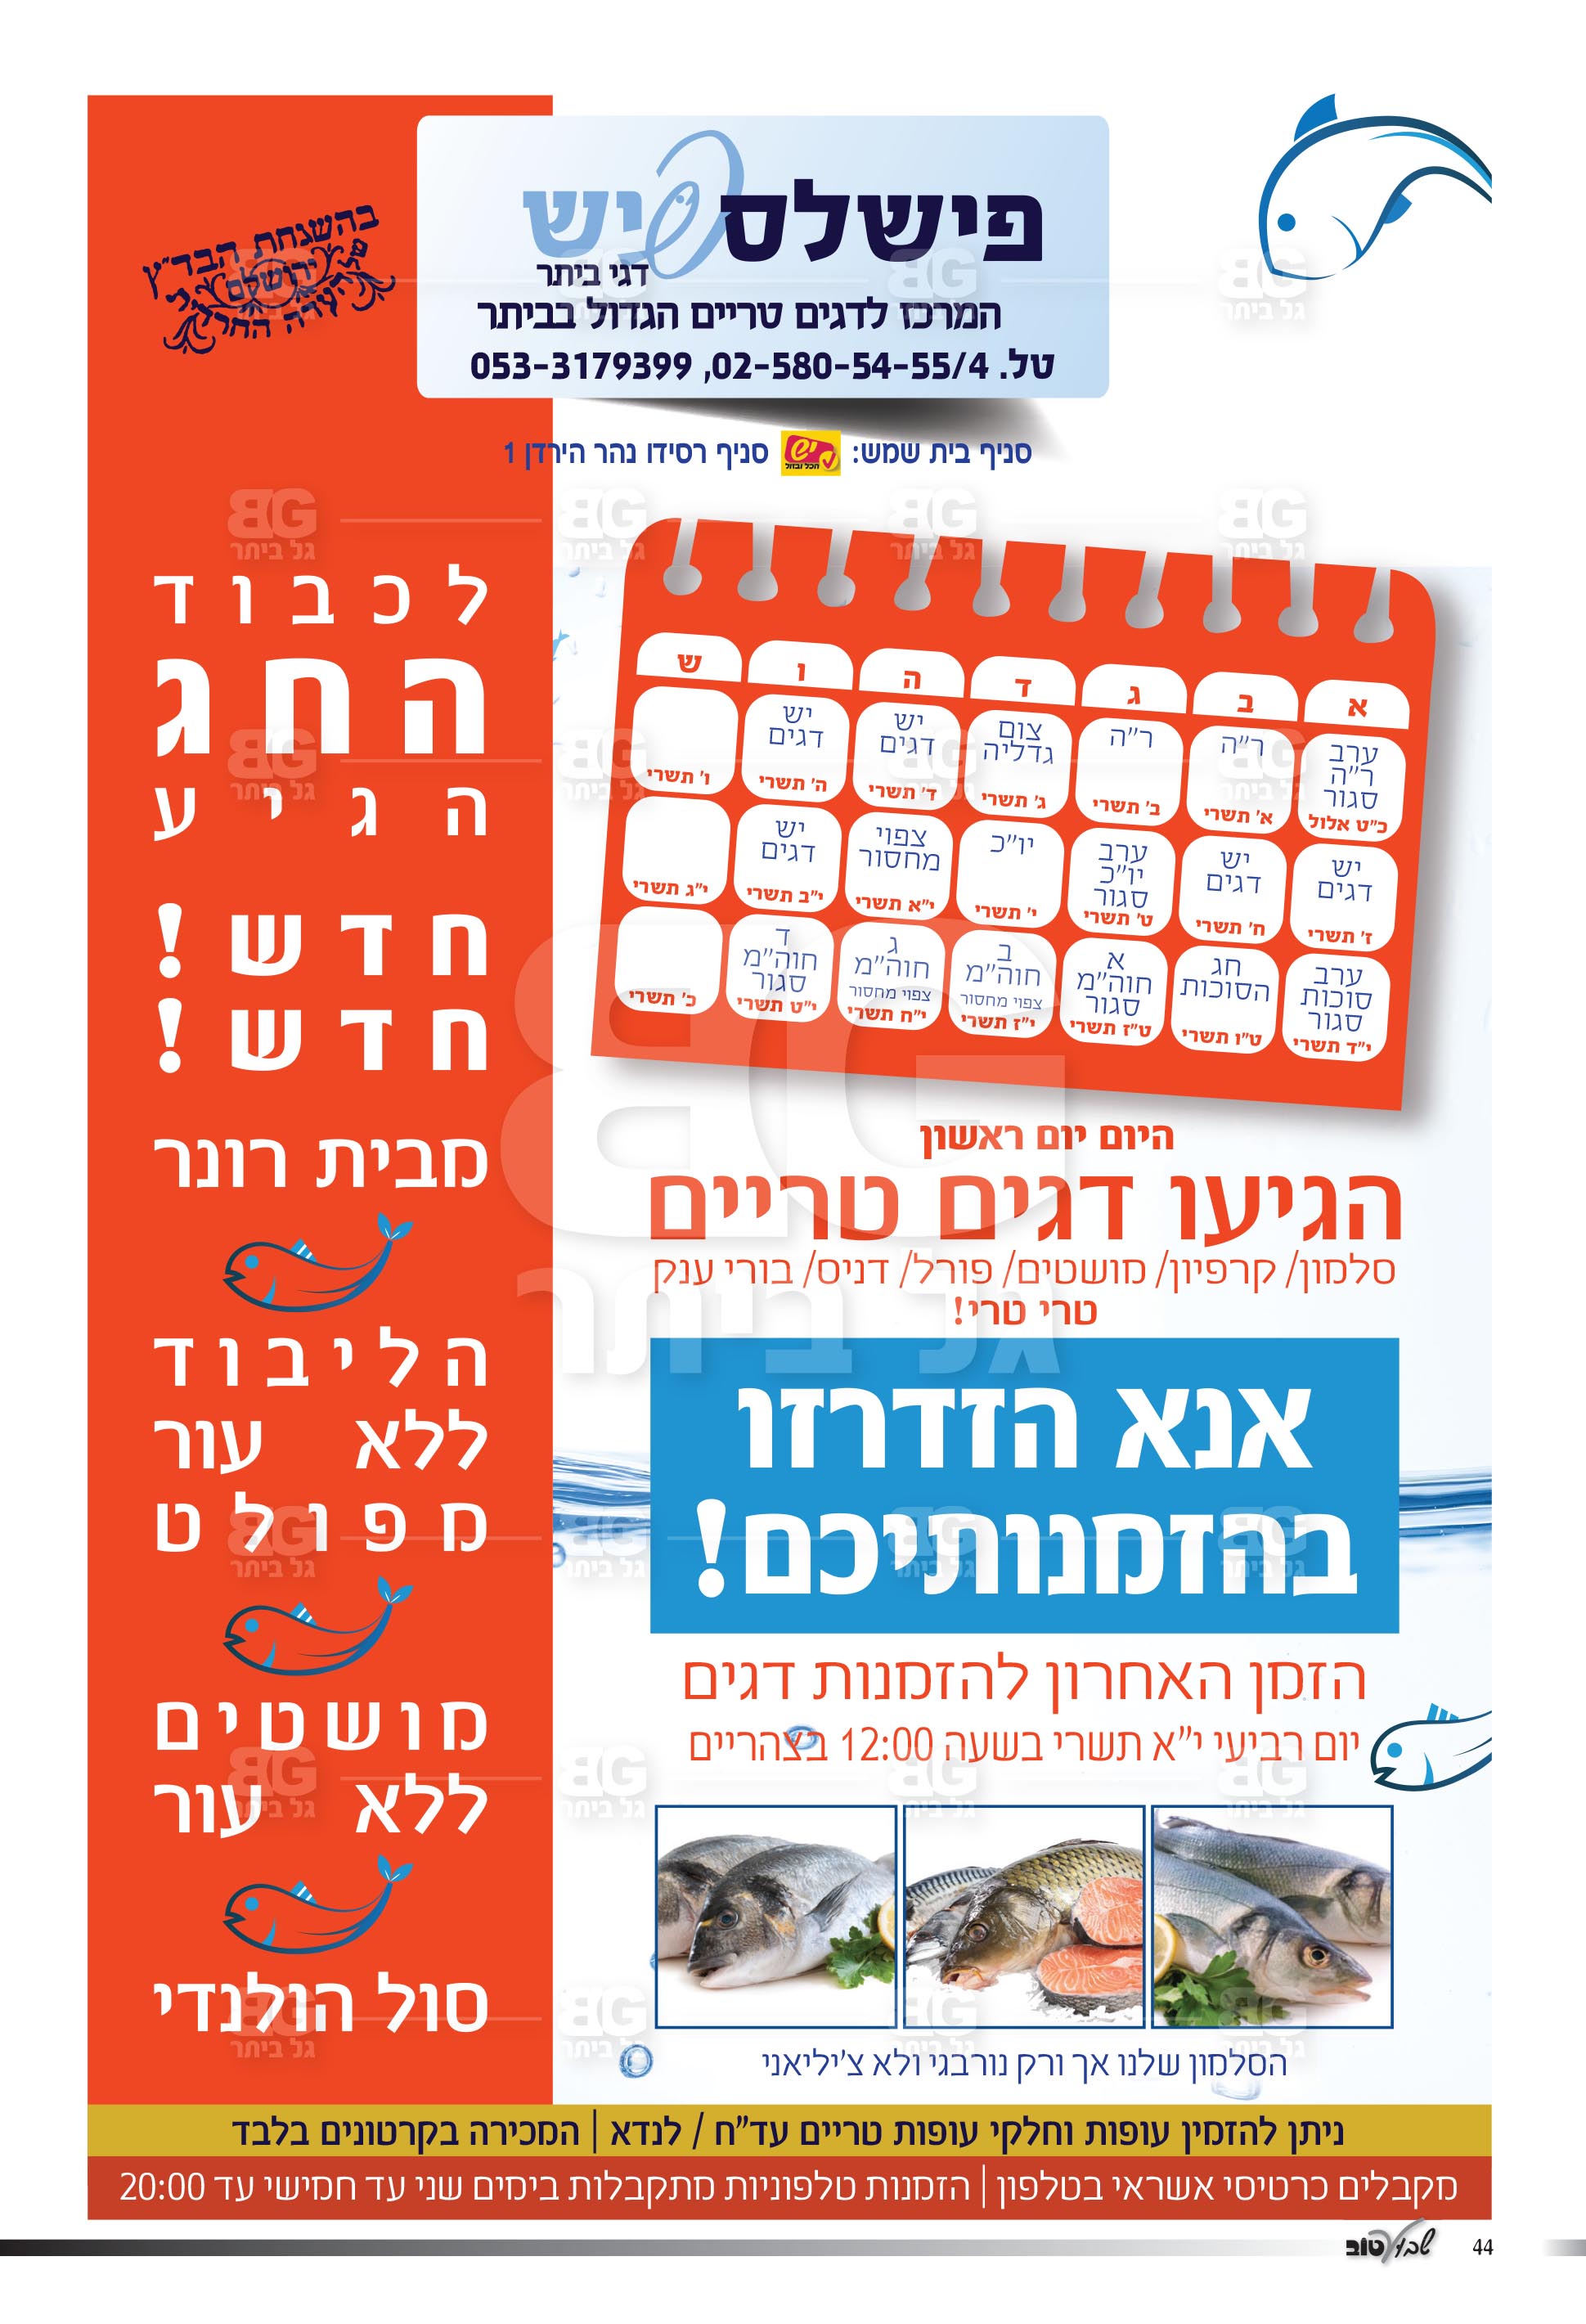 פישלס פיש
דגי ביתר
המרכז לדגים טריים הגדול בביתר
טל. 02-580-54-55/4, 053-3179399
בהשגחת הבד"ץ
ירושלם
סניף בית שמש: יש הכל ובזול סניף רסידו נהר הירדן 1
א ב ג ד ה ו ש
ערב ר"ה סגור כ"ט אלול
ר"ה א' תשרי
ר"ה ב' תשרי
צום גדליה ג' תשרי
יש דגים ד' תשרי
יש דגים ה' תשרי
ו' תשרי
יש דגים ז' תשרי
יש דגים ח' תשרי
ערב יו"כ סגור ט' תשרי
יו"כ י' תשרי
צפוי מחסור י"א תשרי
יש דגים י"ב תשרי
י"ג תשרי
ערב סוכות סגור י"ד תשרי
חג הסוכות ט"ו תשרי
א חוה"מ סגור ט"ז תשרי
ב חוה"מ צפוי מחסור י"ז תשרי
ג חוה"מ צפוי מחסור י"ח תשרי
ד חוה"מ סגור י"ט תשרי
כ' תשרי
היום יום ראשון
הגיעו דגים טריים
סלמון/ קרפיון/ מושטים/ פורל/ דניס/ בורי ענק
טרי טרי!
אנא הזדרזו
בהזמנותיכם!
הזמן האחרון להזמנות דגים
יום רביעי י"א תשרי בשעה 12:00 בצהריים
הסלמון שלנו אך ורק נורבגי ולא צ'יליאני
לכבוד
החג
הגיע
חדש!
חדש!
מבית רונר
הליבוד
ללא עור
מפולט
מושטים
ללא עור
סול הולנדי
ניתן להזמין עופות וחלקי עופות טריים עד"ח / לנדא | המכירה בקרטונים בלבד
מקבלים כרטיסי אשראי בטלפון | הזמנות טלפוניות מתקבלות בימים שני עד חמישי עד 20:00
44 שבוע טוב
BG
גל ביתר